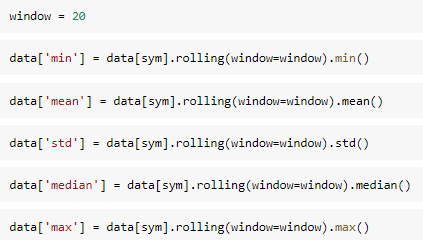 window = 20
data['min'] = data[sym].rolling(window=window).min()
data['mean'] = data[sym].rolling(window=window).mean()
data['std'] = data[sym].rolling(window=window).std()
data['median'] = data[sym].rolling(window=window).median()
data['max'] = data[sym].rolling(window=window).max()